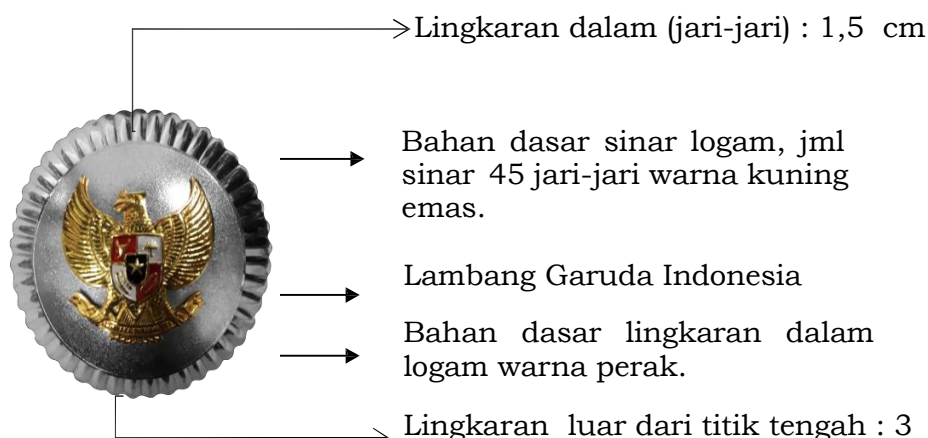 Lingkaran dalam (jari-jari) : 1,5 cm
Bahan dasar sinar logam, jml
sinar 45 jari-jari warna kuning
emas.
Lambang Garuda Indonesia
Bahan dasar lingkaran dalam
logam warna perak.
Lingkaran luar dari titik tengah : 3